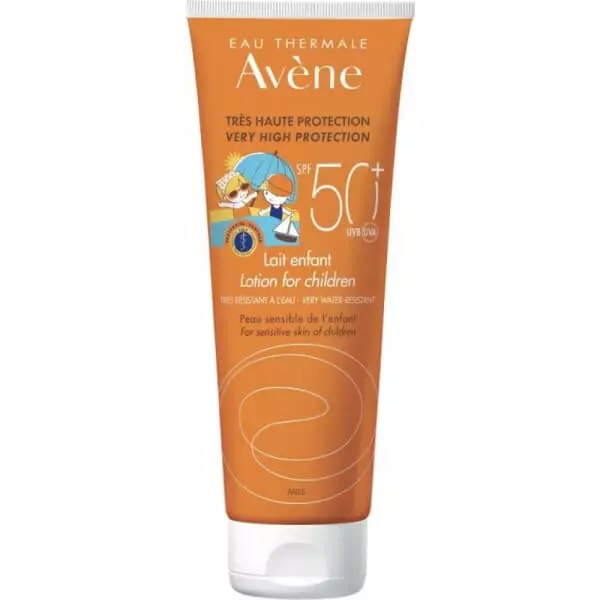 EAU THERMALE
Avène
TRÈS HAUTE PROTECTION
VERY HIGH PROTECTION
SPF 50+
UVB UVA
Lait enfant
Lotion for children
TRÈS RÉSISTANT À L'EAU - VERY WATER-RESISTANT
Peau sensible de l'enfant
For sensitive skin of children
PARIS